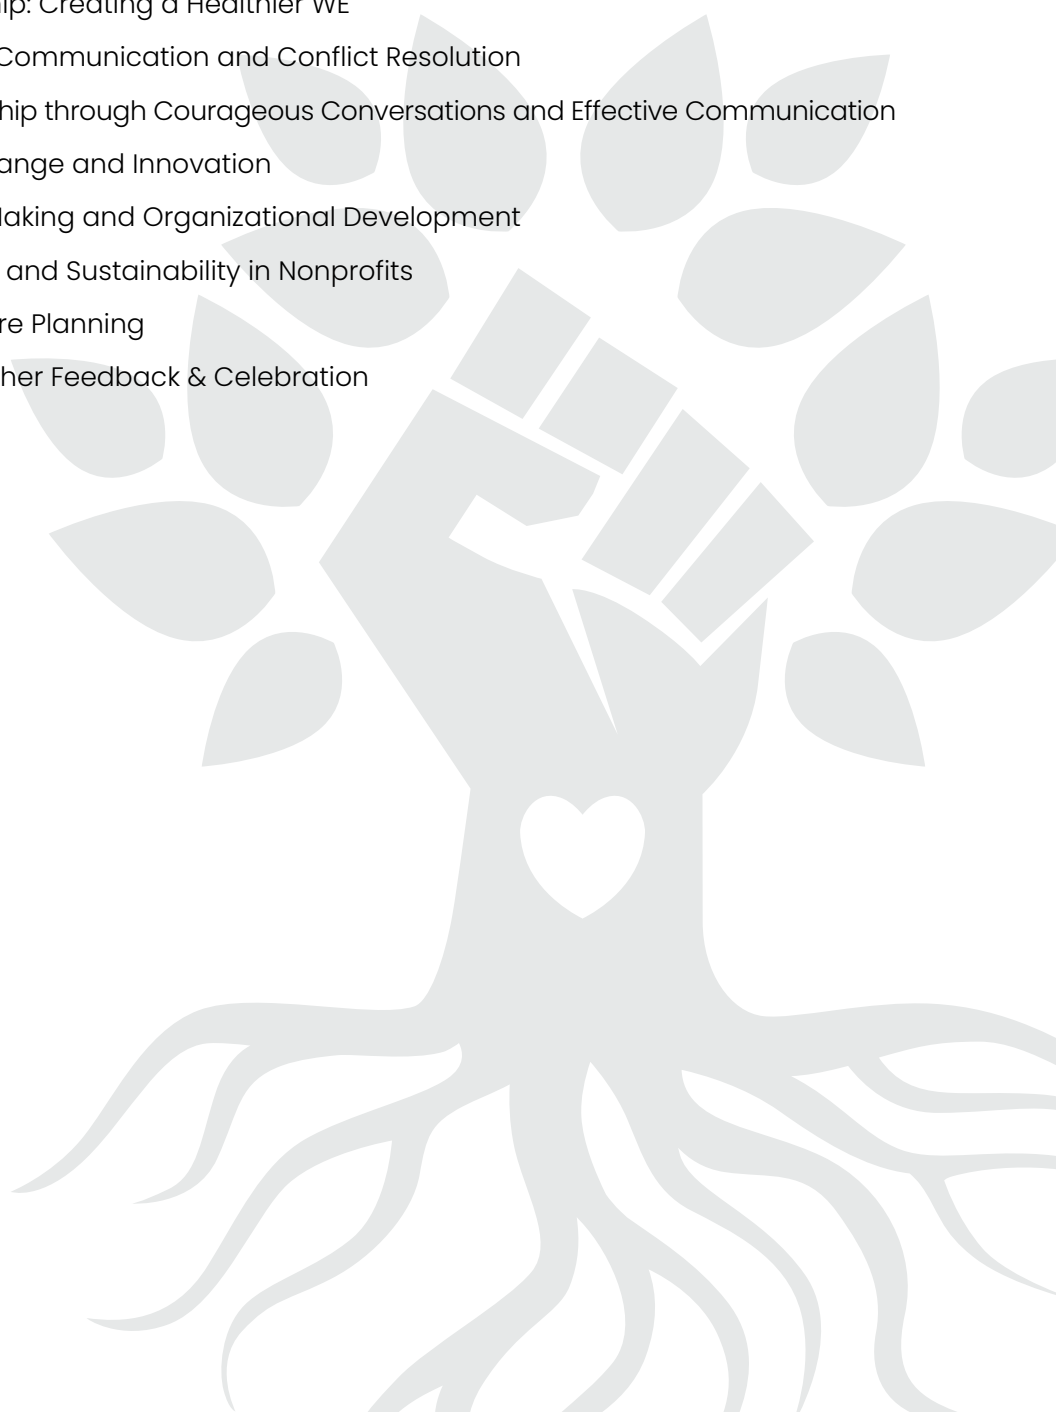 ip: Creating a Healthier WE
Communication and Conflict Resolution
hip through Courageous Conversations and Effective Communication
ange and Innovation
aking and Organizational Development
and Sustainability in Nonprofits
re Planning
her Feedback & Celebration